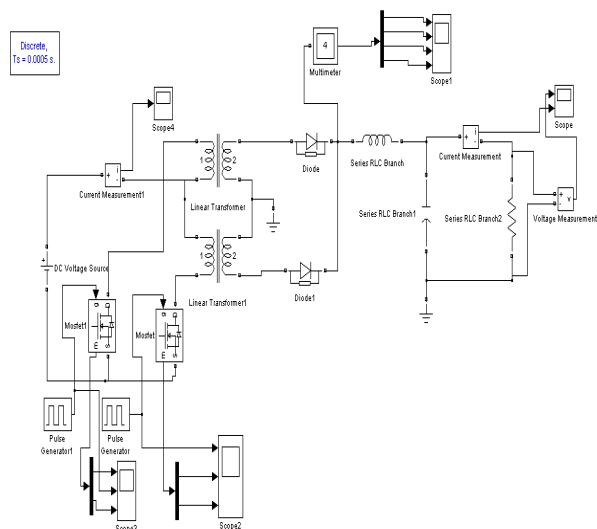 Discrete,
Ts = 0.0005 s.
4
Multimeter
Scope1
Scope4
i
+
-
Current Measurement1
1
2
Linear Transformer
Diode
Series RLC Branch
i
+
-
Current Measurement
Scope
Series RLC Branch1
Series RLC Branch2
+
-
v
Voltage Measurement
DC Voltage Source
1
2
Linear Transformer1
Diode1
g
D
Mosfet1
E
S
g
D
Mosfet
E
S
Pulse
Generator1
Pulse
Generator
Scope3
Scope2